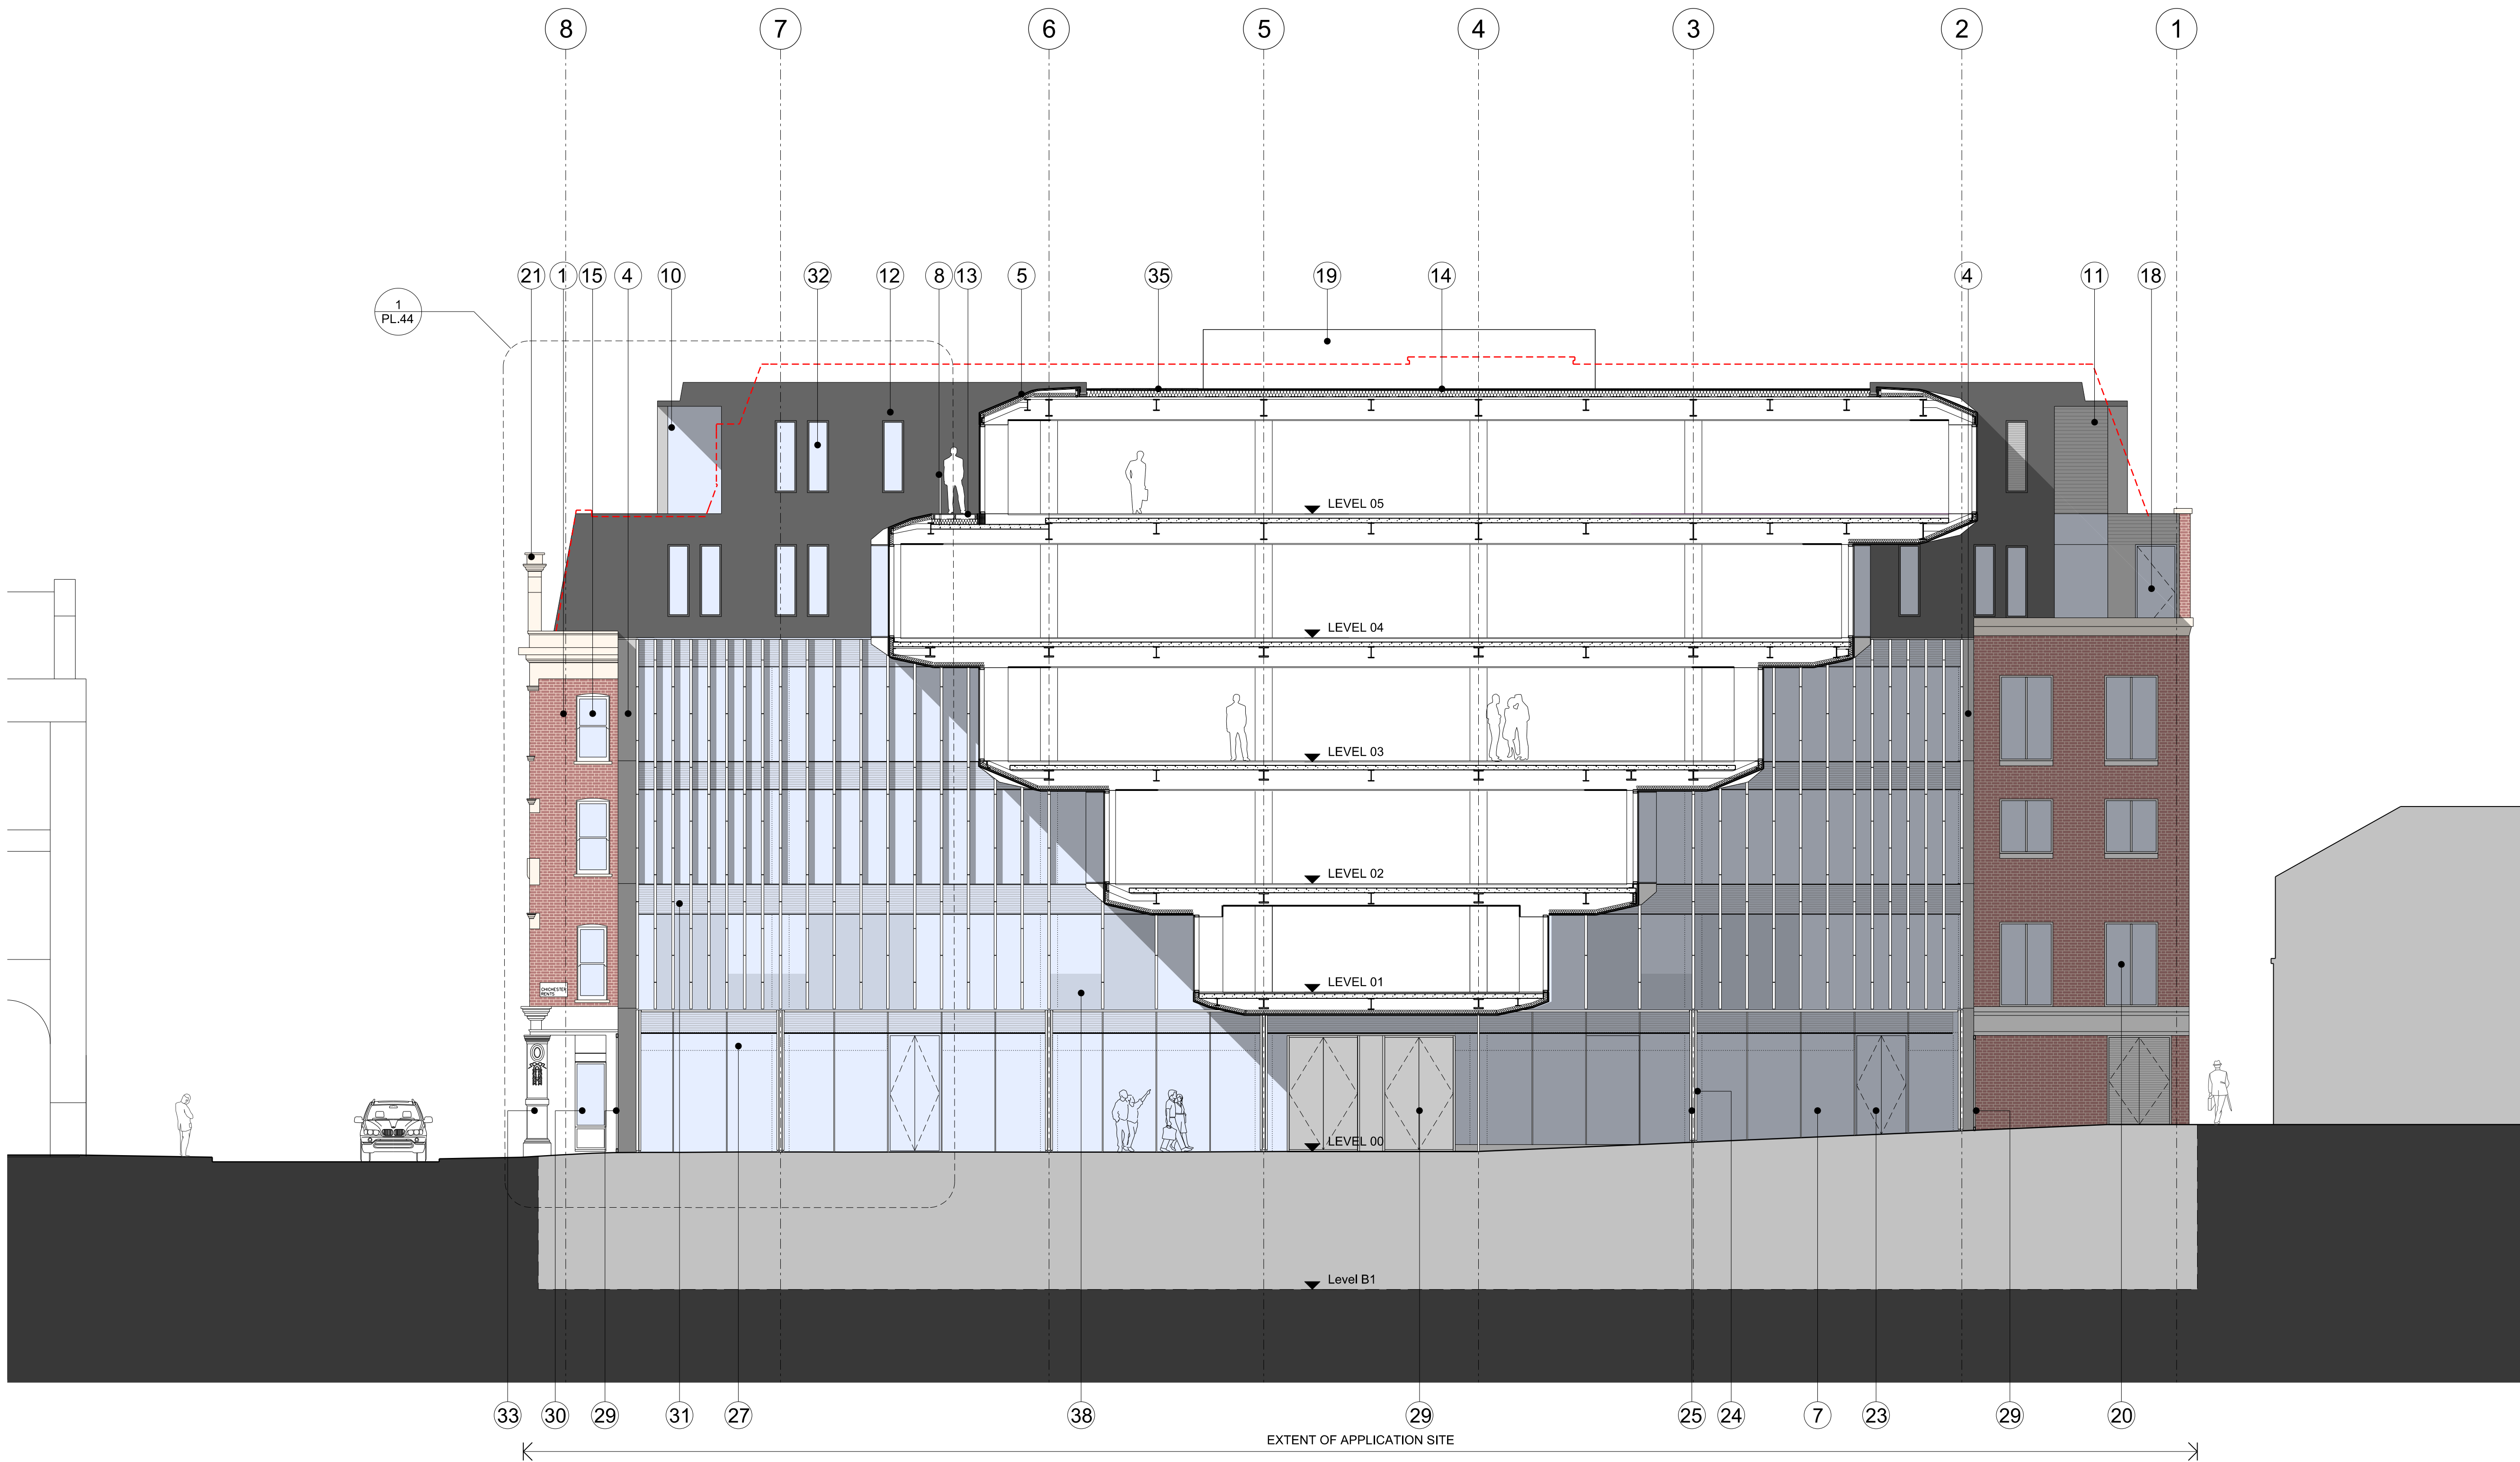 8 7 6 5 4 3 2 1
21 1 15 4 10 32 12 8 13 5 35 19 14 4 11 18
1
PL.44
LEVEL 05
LEVEL 04
LEVEL 03
LEVEL 02
LEVEL 01
CHICHESTER
RENTS
LEVEL 00
Level B1
33 30 29 31 27 38 29 25 24 7 23 29 20
EXTENT OF APPLICATION SITE